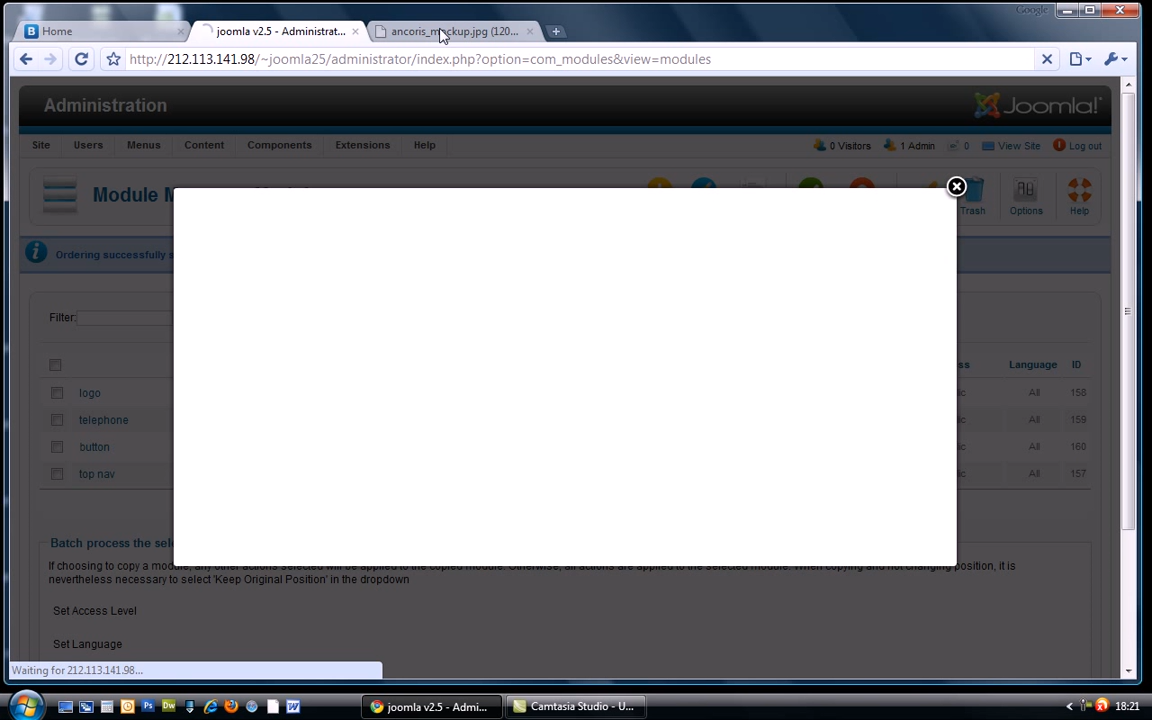 Google
Home
joomla v2.5 - Administrat...
ancoris_mockup.jpg (120...
http://212.113.141.98/~joomla25/administrator/index.php?option=com_modules&view=modules
Administration
Joomla!
Site Users Menus Content Components Extensions Help
0 Visitors 1 Admin 0 View Site Log out
Module M
Trash Options Help
Ordering successfully
Filter:
Language ID
logo All 158
telephone All 159
button All 160
top nav All 157
Batch process the sel
If choosing to copy a module, any other actions selected will be applied to the copied module. Otherwise, all actions are applied to the selected module. When copying and not changing position, it is
nevertheless necessary to select 'Keep Original Position' in the dropdown
Set Access Level
Set Language
Waiting for 212.113.141.98...
joomla v2.5 - Admi...
Camtasia Studio - U...
18:21